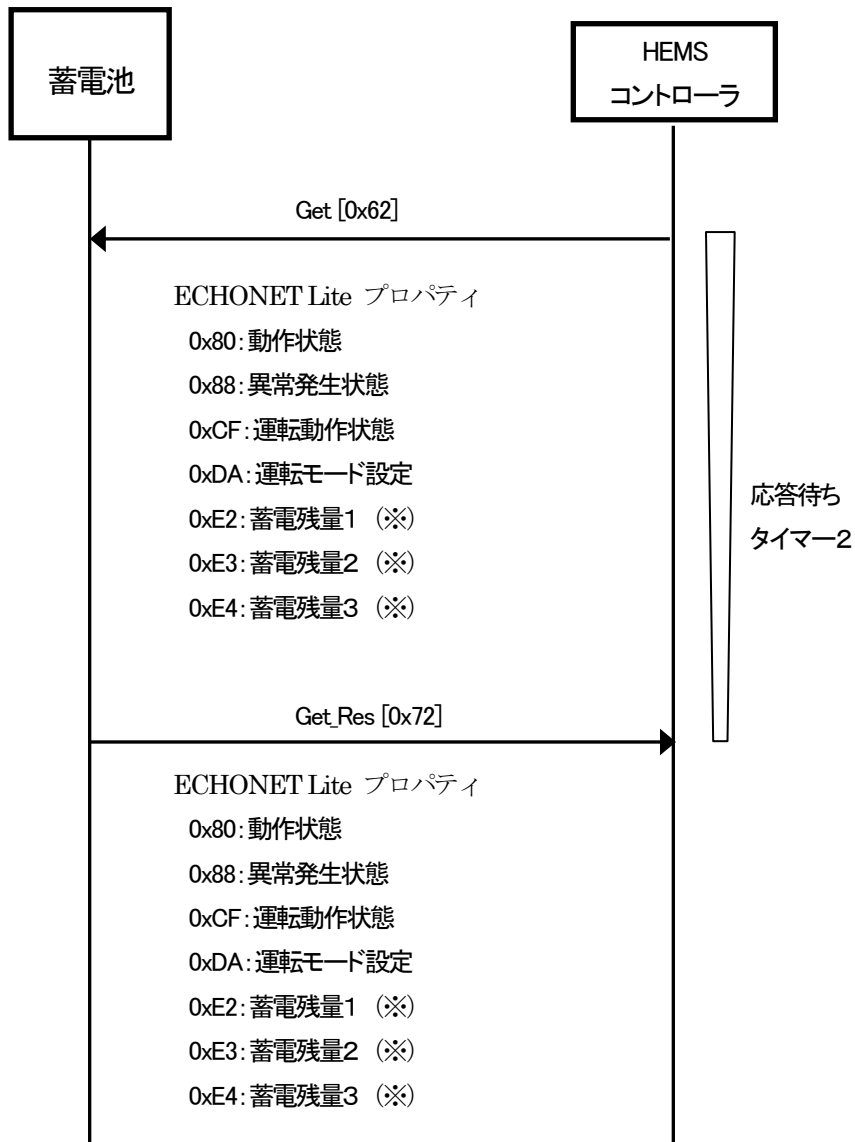 蓄電池
HEMS
コントローラ
Get [0x62]
ECHONET Lite プロパティ
0x80:動作状態
0x88:異常発生状態
0xCF:運転動作状態
0xDA:運転モード設定
0xE2:蓄電残量1 (※)
0xE3:蓄電残量2 (※)
0xE4:蓄電残量3 (※)
応答待ち
タイマー2
Get_Res [0x72]
ECHONET Lite プロパティ
0x80:動作状態
0x88:異常発生状態
0xCF:運転動作状態
0xDA:運転モード設定
0xE2:蓄電残量1 (※)
0xE3:蓄電残量2 (※)
0xE4:蓄電残量3 (※)